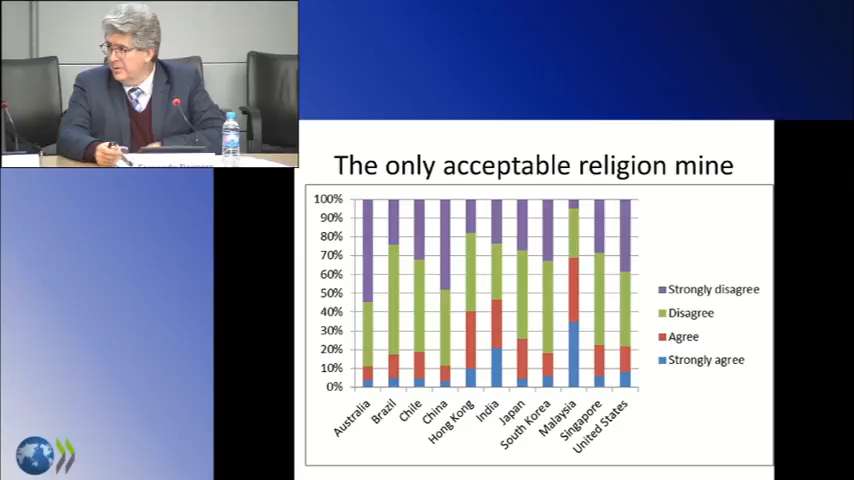 The only acceptable religion mine
100%
90%
80%
70%
60%
50%
40%
30%
20%
10%
0%
Australia
Brazil
Chile
China
Hong Kong
India
Japan
South Korea
Malaysia
Singapore
United States
Strongly disagree
Disagree
Agree
Strongly agree